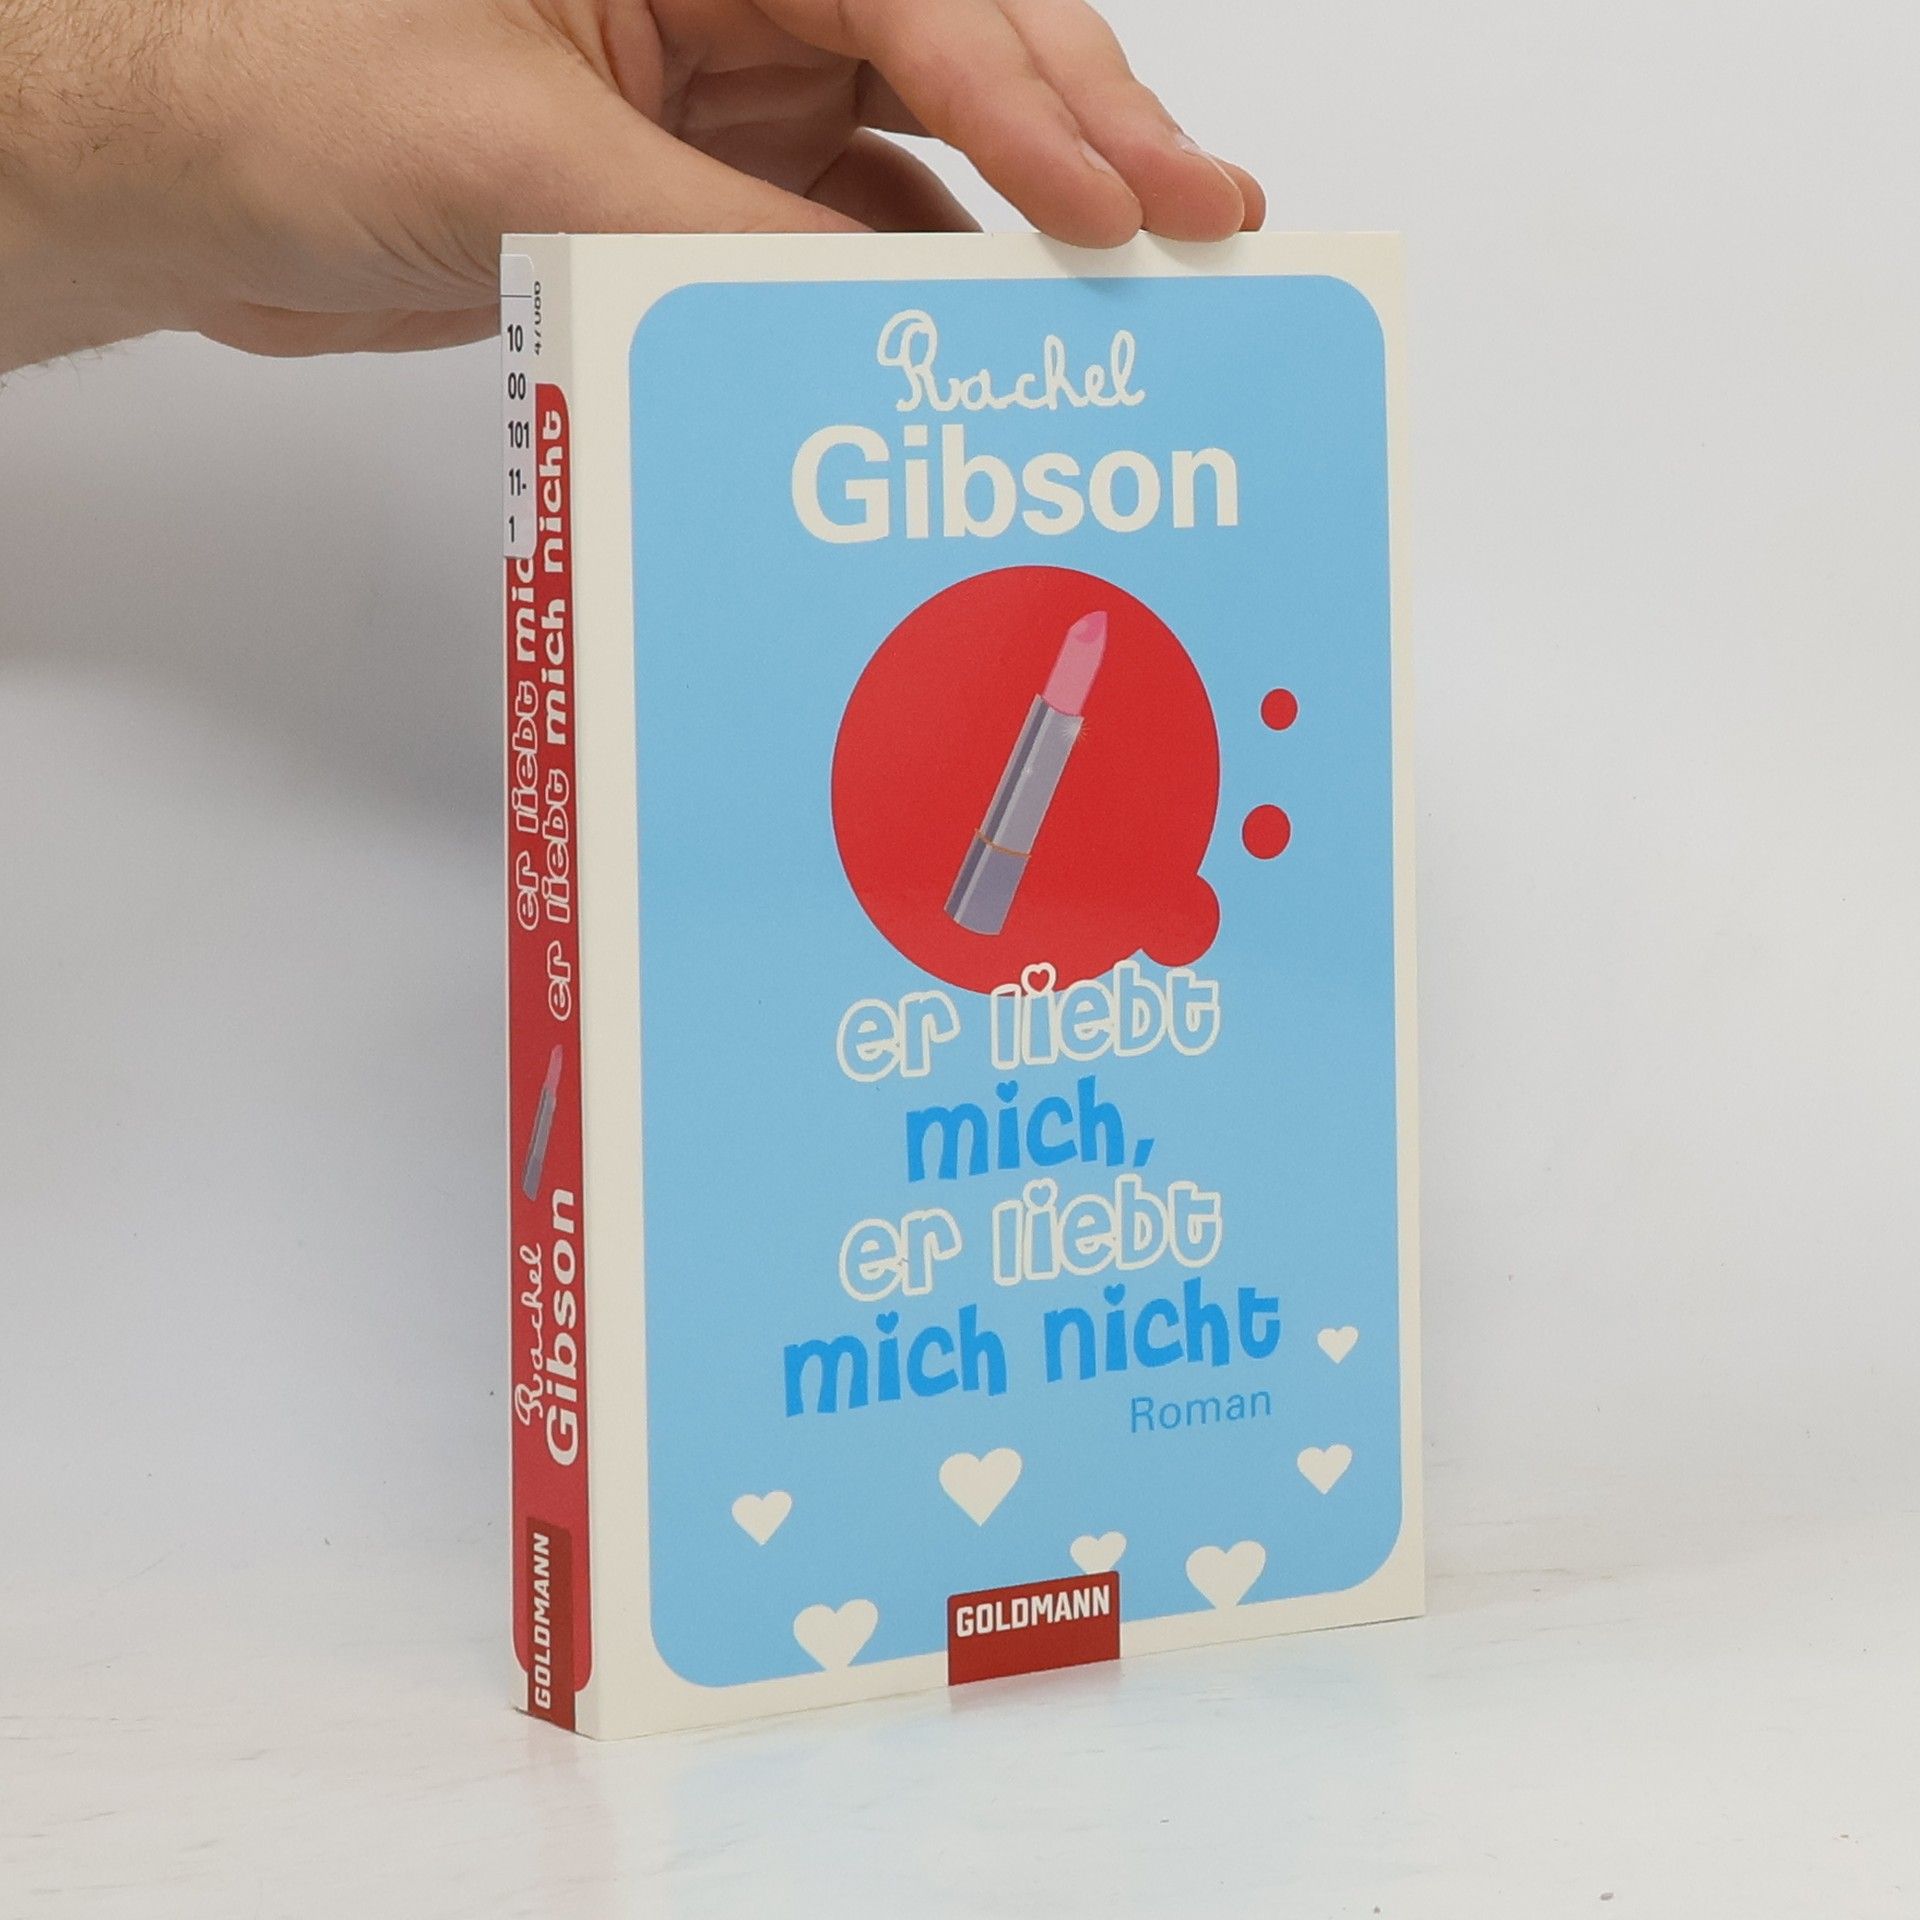 Rachel
Gibson
er liebt
mich,
er liebt
mich nicht
Roman
GOLDMANN
10
00
101
11-
1
er liebt mic
er liebt mich nicht
Rachel
Gibson
GOLDMANN